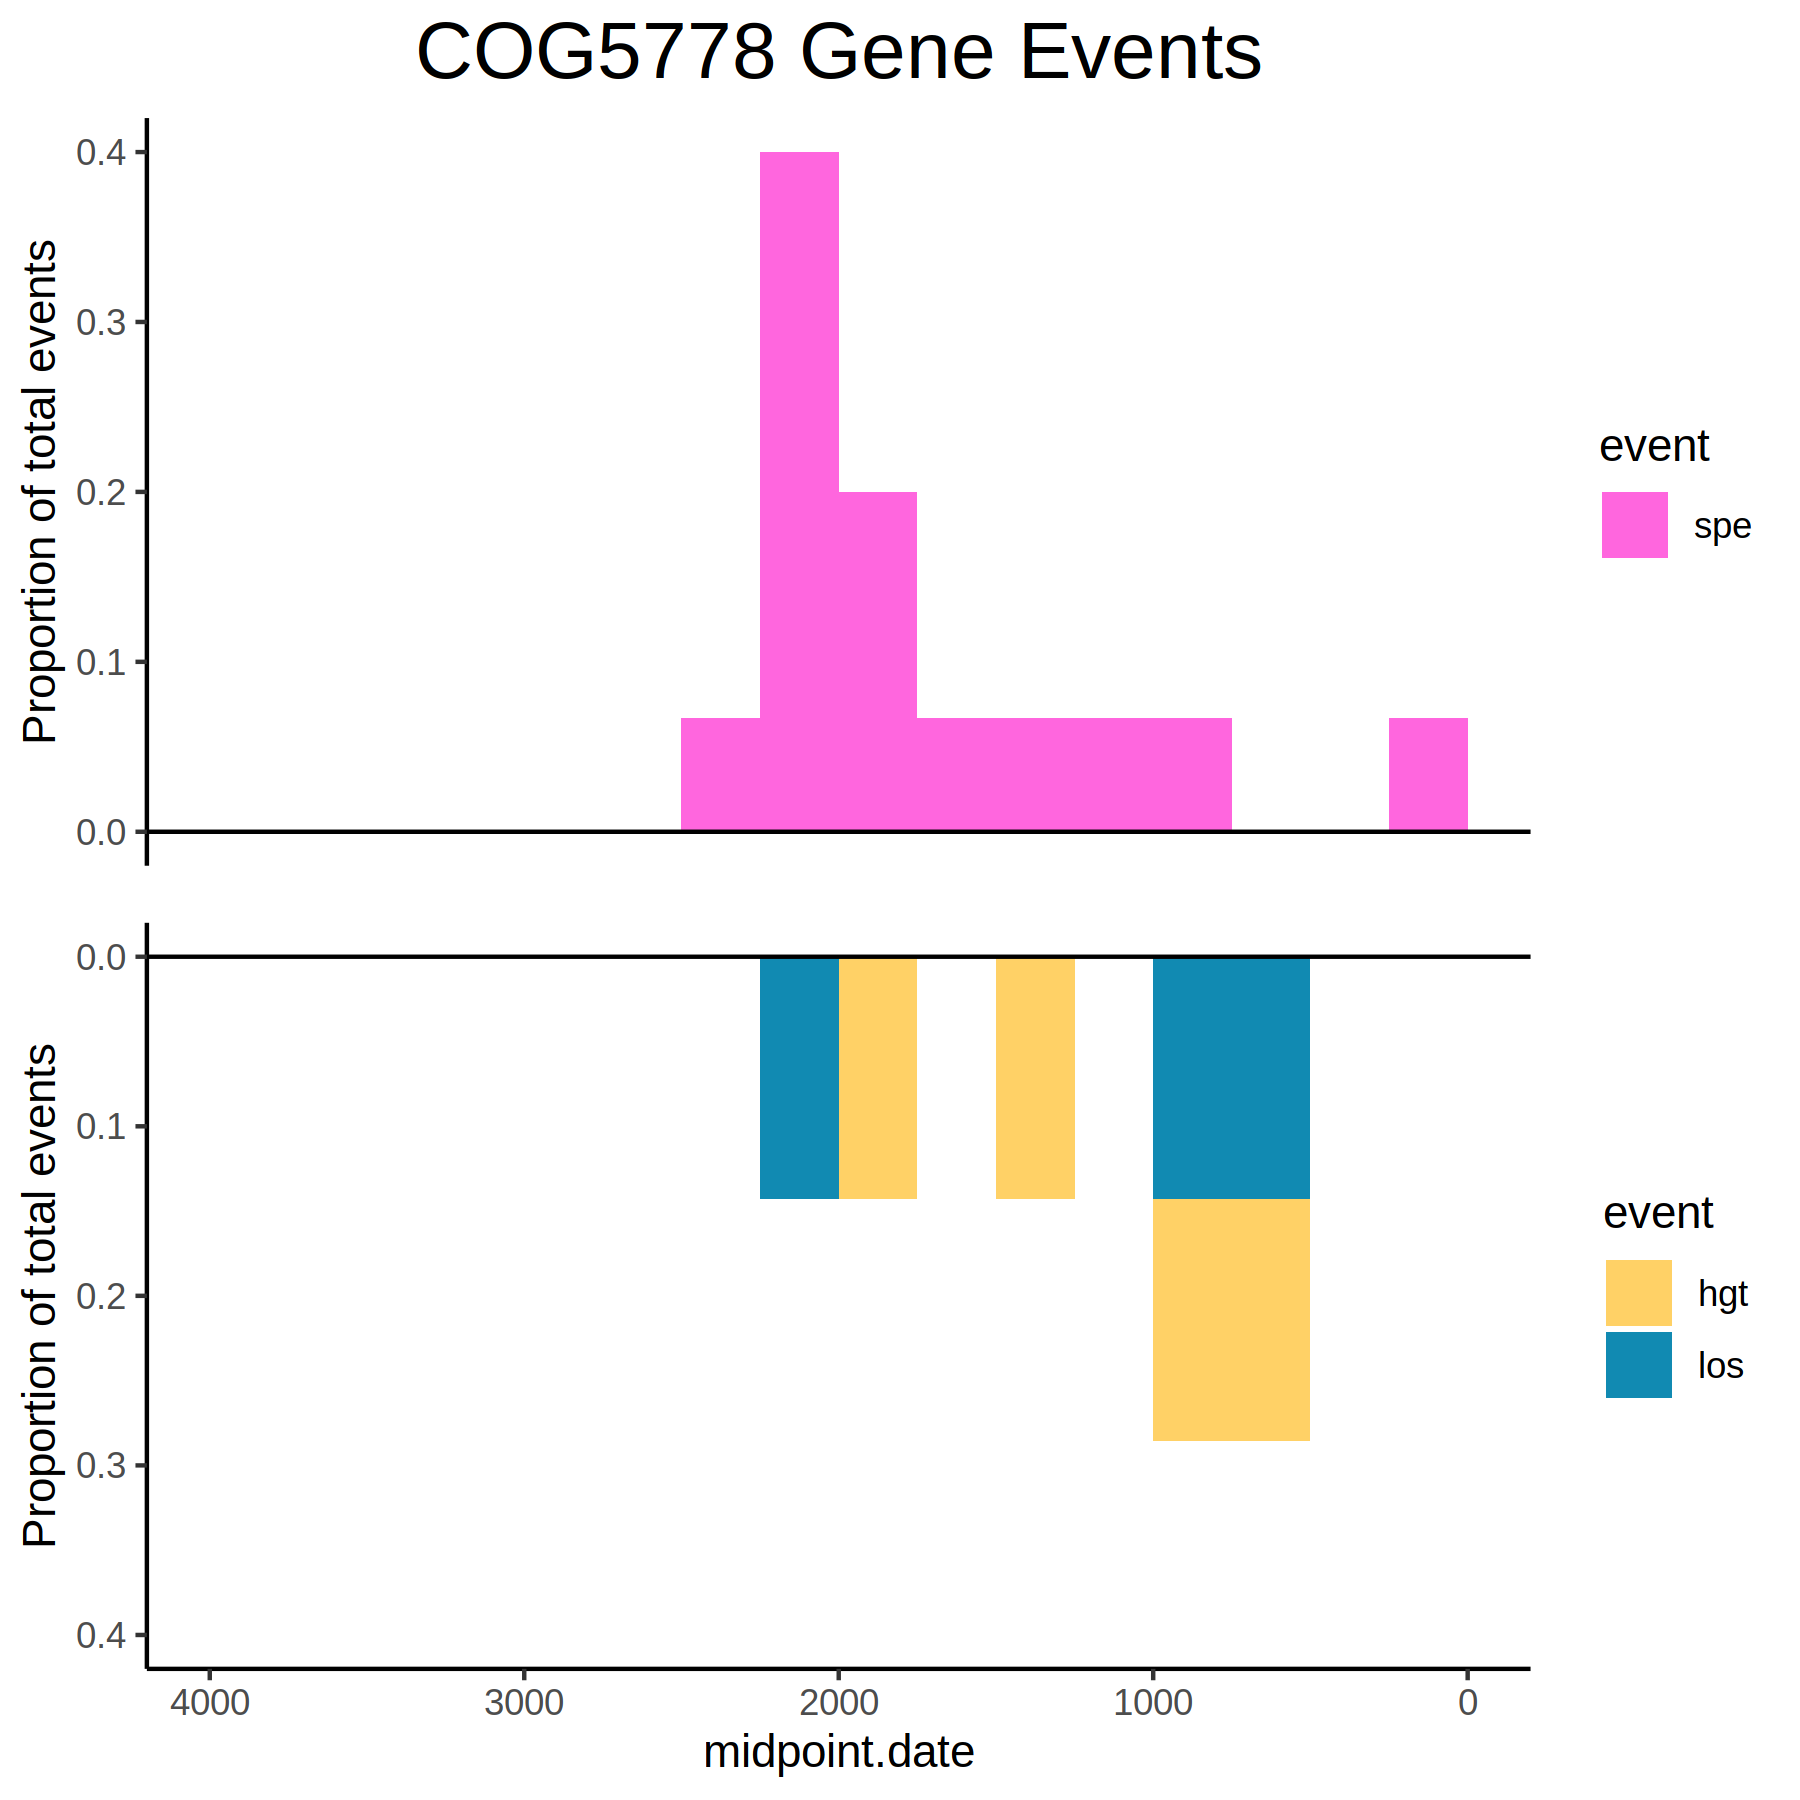 COG5778 Gene Events
Proportion of total events
0.4
0.3
0.2
0.1
0.0
event
spe
Proportion of total events
0.0
0.1
0.2
0.3
0.4
event
hgt
los
4000 3000 2000 1000 0
midpoint.date